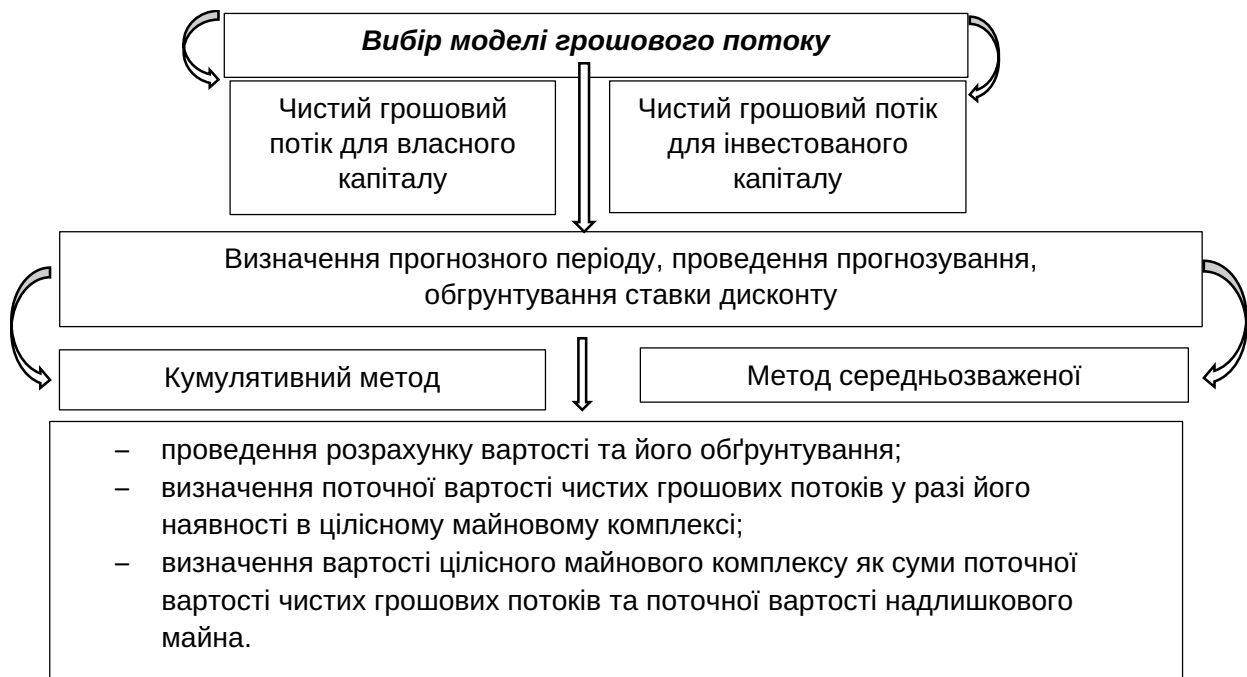 Вибір моделі грошового потоку
Чистий грошовий
потік для власного
капіталу
Чистий грошовий потік
для інвестованого
капіталу
Визначення прогнозного періоду, проведення прогнозування,
обгрунтування ставки дисконту
Кумулятивний метод
Метод середньозваженої
– проведення розрахунку вартості та його обґрунтування;
– визначення поточної вартості чистих грошових потоків у разі його
наявності в цілісному майновому комплексі;
– визначення вартості цілісного майнового комплексу як суми поточної
вартості чистих грошових потоків та поточної вартості надлишкового
майна.